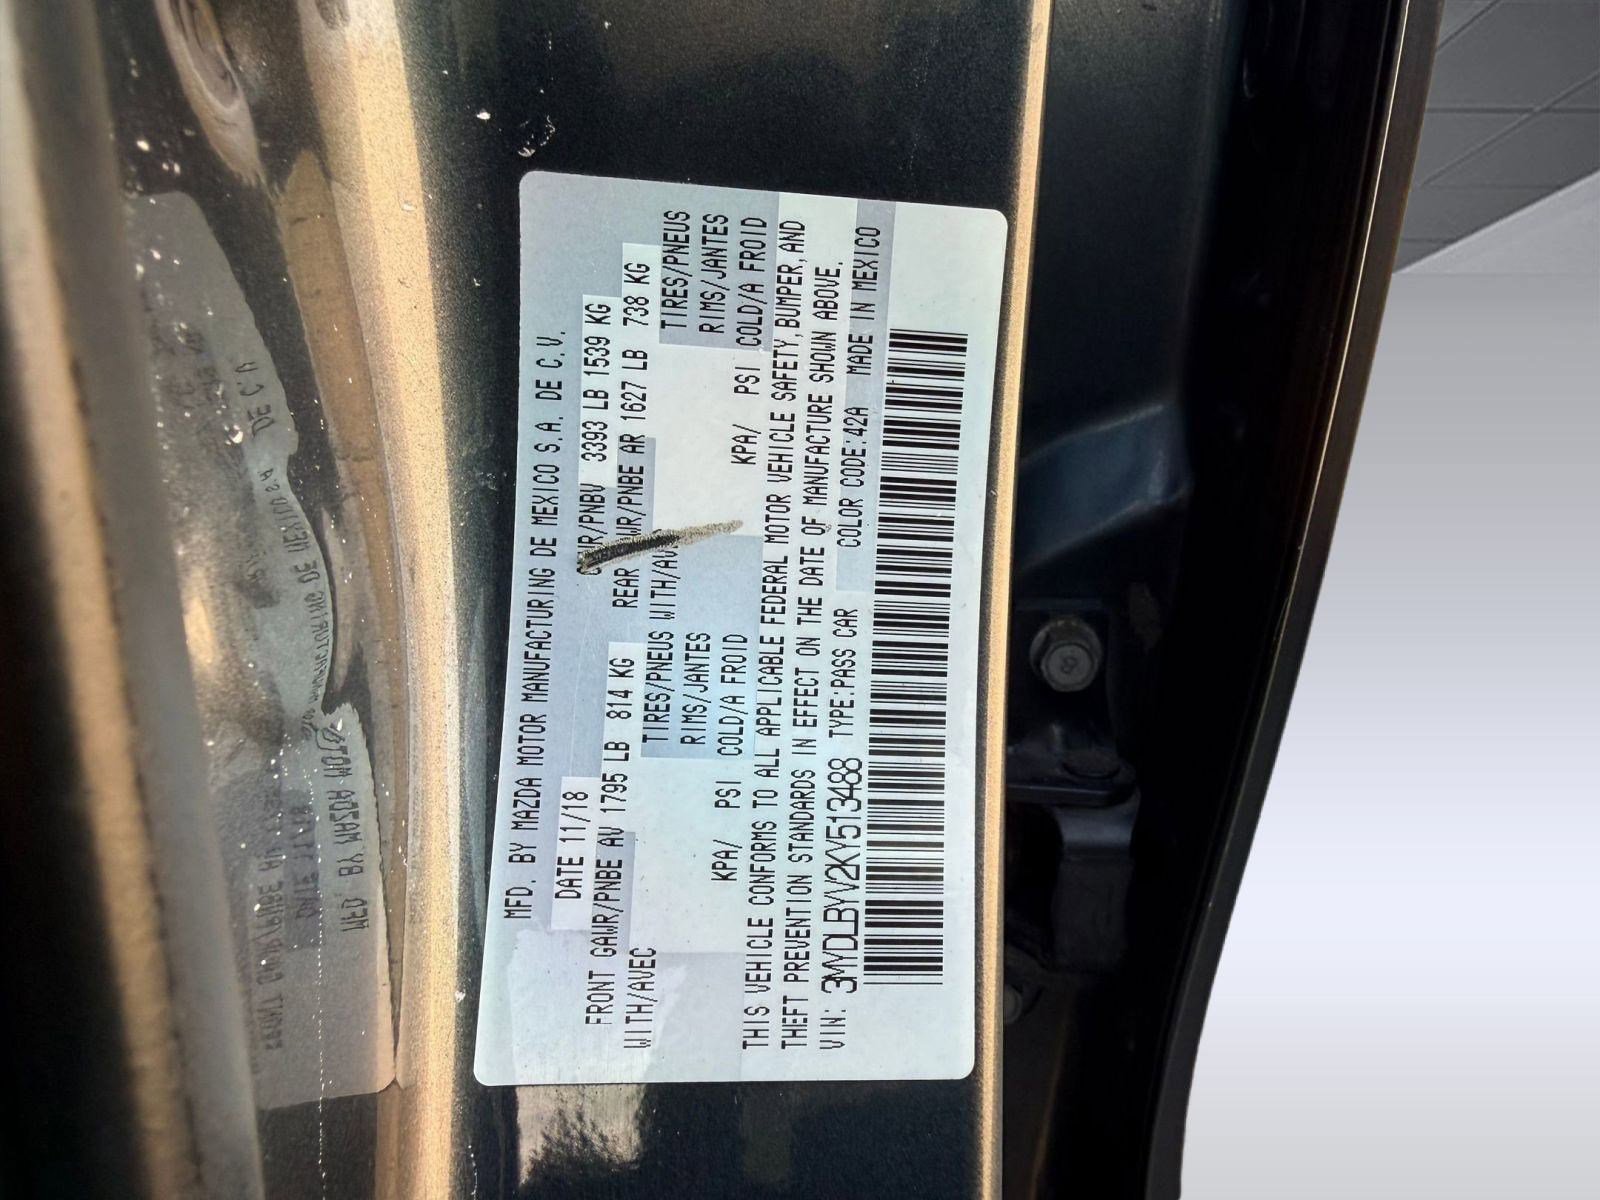 MFD. BY MAZDA MOTOR MANUFACTURING DE MEXICO S.A. DE C.V.
DATE 11/18 /PNBV 3393 LB 1539 KG
FRONT GAWR/PNBE AV 1795 LB 814 KG REAR /PNBE AR 1627 LB 738 KG
WITH/AVEC TIRES/PNEUS WITH/ TIRES/PNEUS
RIMS/JANTES RIMS/JANTES
KPA/ PSI COLD/A FROID KPA/ PSI COLD/A FROID
THIS VEHICLE CONFORMS TO ALL APPLICABLE FEDERAL MOTOR VEHICLE SAFETY, BUMPER, AND
THEFT PREVENTION STANDARDS IN EFFECT ON THE DATE OF MANUFACTURE SHOWN ABOVE.
VIN: 3MYDLBYV2KY513488 TYPE:PASS CAR COLOR CODE:42A MADE IN MEXICO